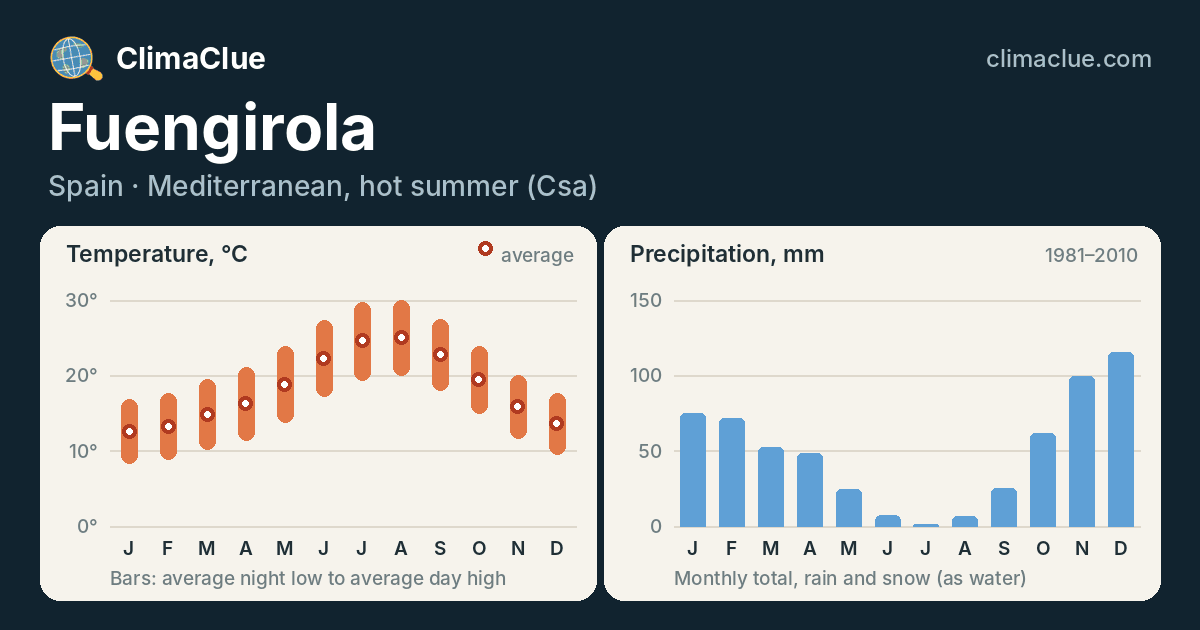 ClimaClue
climaclue.com
Fuengirola
Spain · Mediterranean, hot summer (Csa)
Temperature, °C
average
30°
20°
10°
0°
J F M A M J J A S O N D
Bars: average night low to average day high
Precipitation, mm
1981–2010
150
100
50
0
J F M A M J J A S O N D
Monthly total, rain and snow (as water)